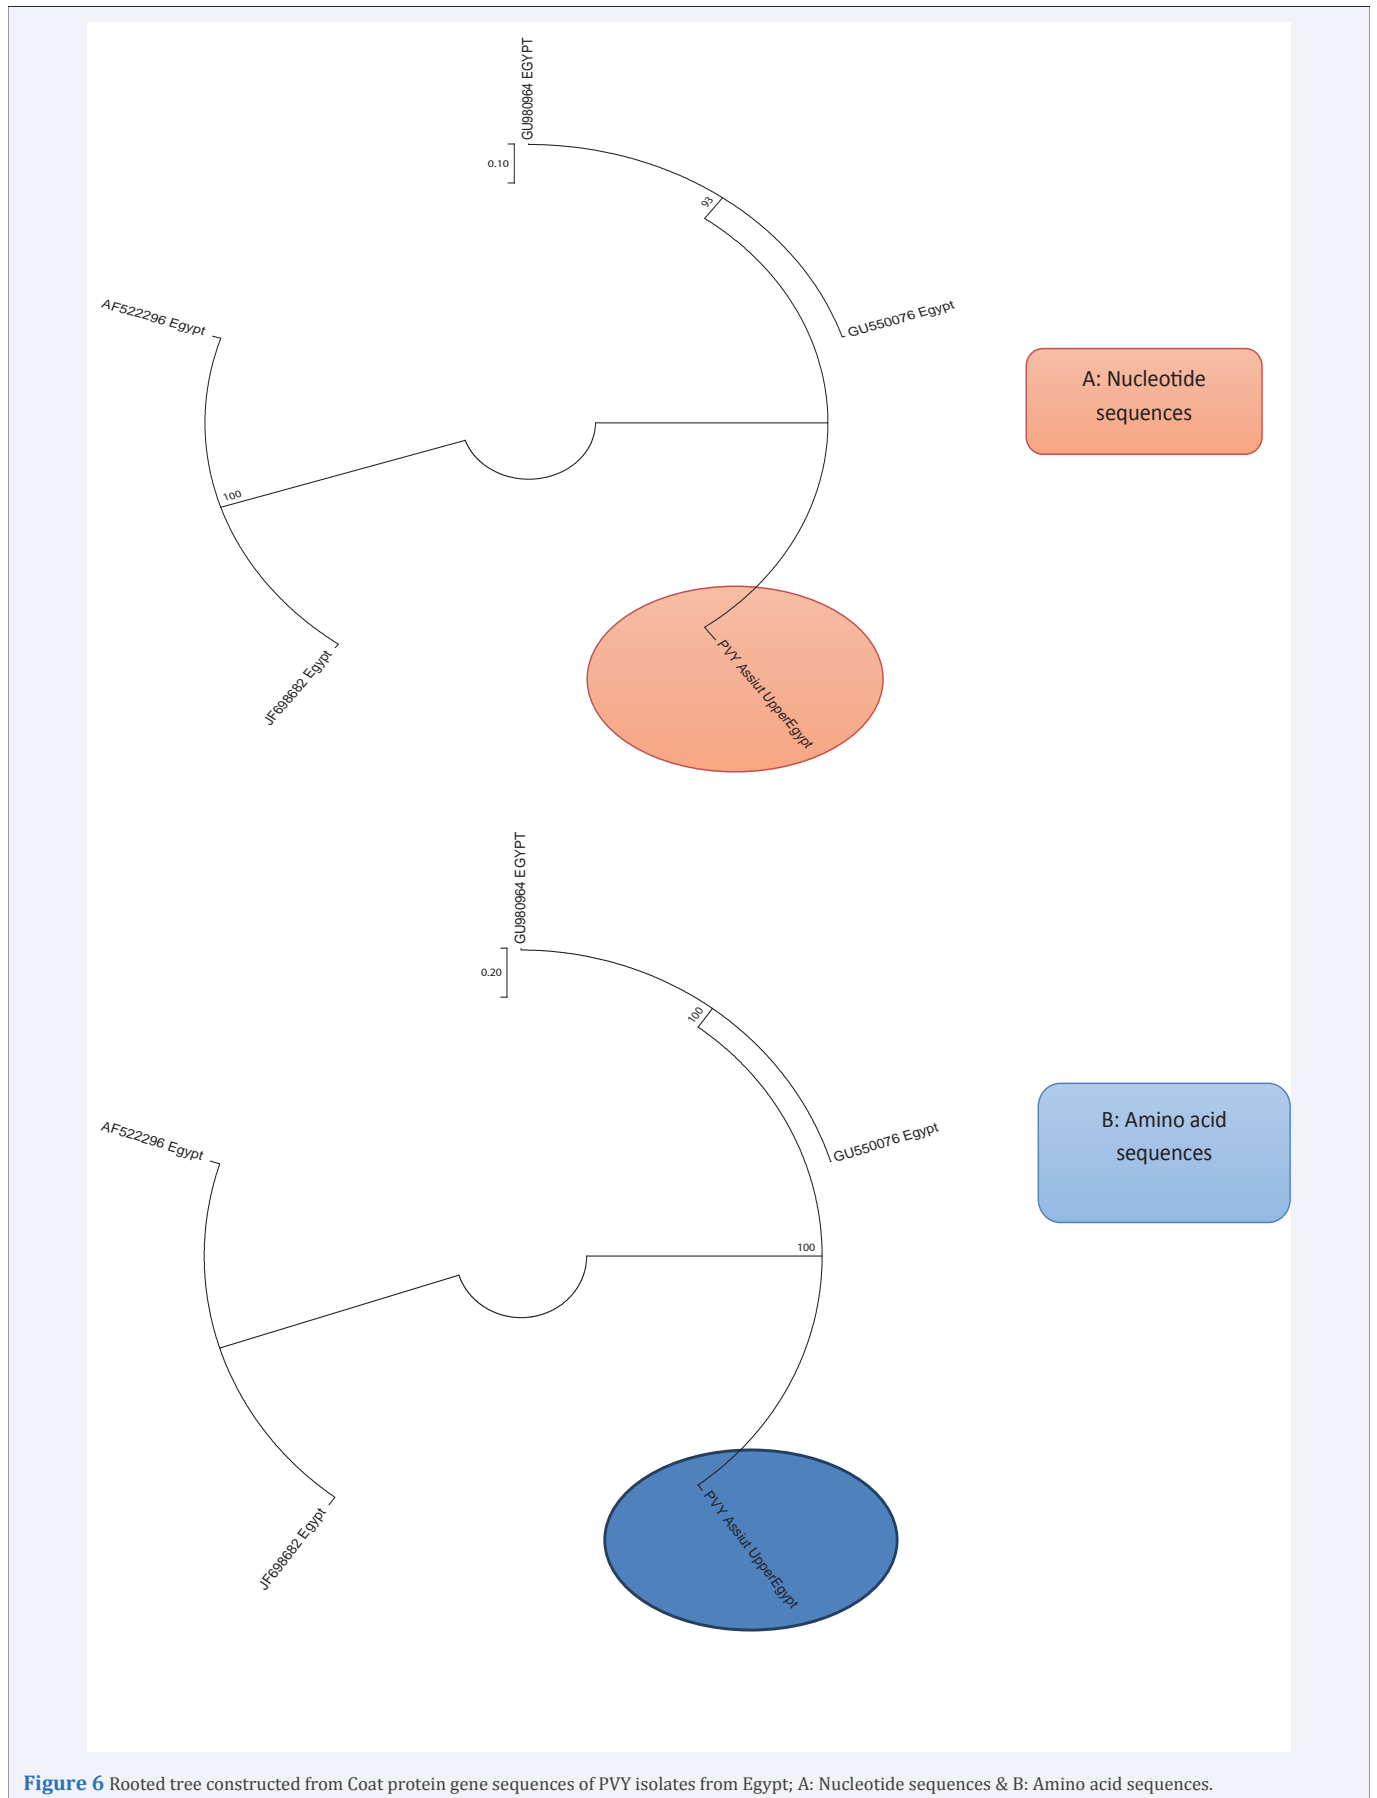 GU980964 EGYPT
0.10
93
AF522296 Egypt
GU550076 Egypt
A: Nucleotide
sequences
100
JF698682 Egypt
PVY Assiut UpperEgypt
GU980964 EGYPT
0.20
100
AF522296 Egypt
GU550076 Egypt
B: Amino acid
sequences
100
JF698682 Egypt
PVY Assiut UpperEgypt
Figure 6 Rooted tree constructed from Coat protein gene sequences of PVY isolates from Egypt; A: Nucleotide sequences & B: Amino acid sequences.